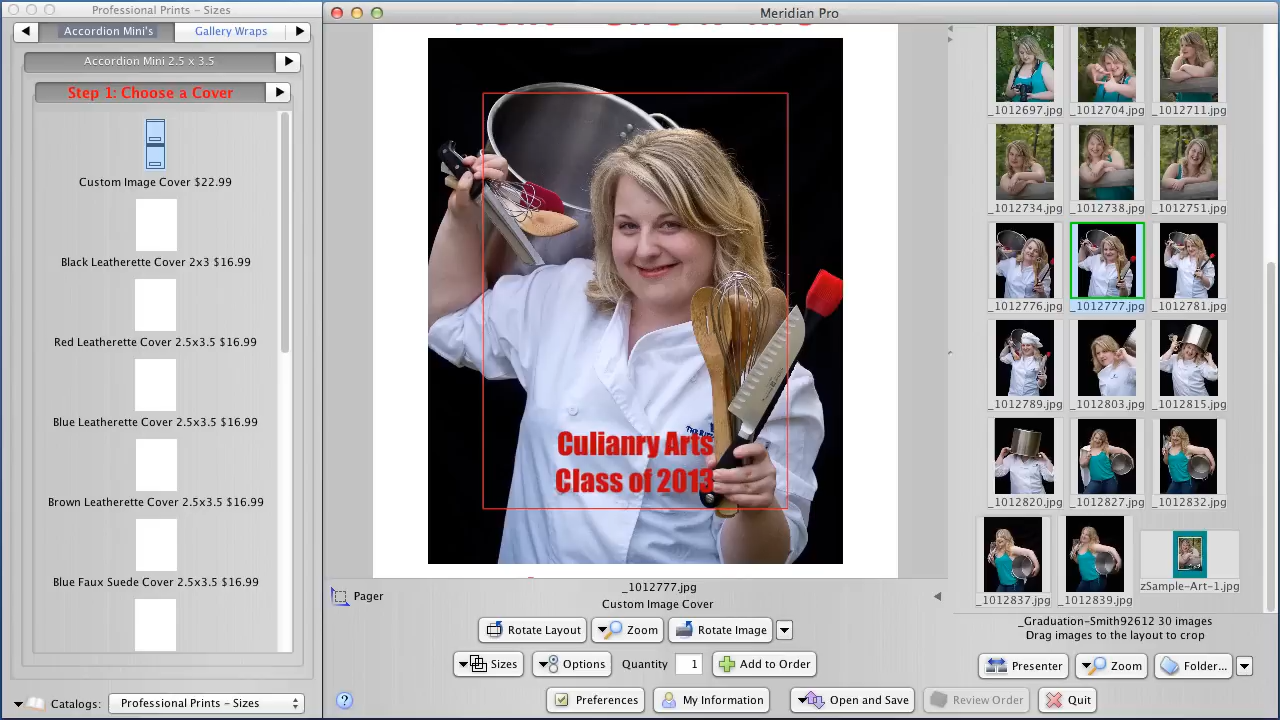 Professional Prints - Sizes
Accordion Mini's
Gallery Wraps
Accordion Mini 2.5 x 3.5
Step 1: Choose a Cover
Custom Image Cover $22.99
Black Leatherette Cover 2x3 $16.99
Red Leatherette Cover 2.5x3.5 $16.99
Blue Leatherette Cover 2.5x3.5 $16.99
Brown Leatherette Cover 2.5x3.5 $16.99
Blue Faux Suede Cover 2.5x3.5 $16.99
Catalogs:
Professional Prints - Sizes
Meridian Pro
Culianry Arts
Class of 2013
Pager
_1012777.jpg
Custom Image Cover
Rotate Layout
Zoom
Rotate Image
Sizes
Options
Quantity
1
Add to Order
?
Preferences
My Information
Open and Save
Review Order
Quit
_1012697.jpg
_1012704.jpg
_1012711.jpg
_1012734.jpg
_1012738.jpg
_1012751.jpg
_1012776.jpg
_1012777.jpg
_1012781.jpg
_1012789.jpg
_1012803.jpg
_1012815.jpg
_1012820.jpg
_1012827.jpg
_1012832.jpg
_1012837.jpg
_1012839.jpg
zSample-Art-1.jpg
_Graduation-Smith92612 30 images
Drag images to the layout to crop
Presenter
Zoom
Folder...